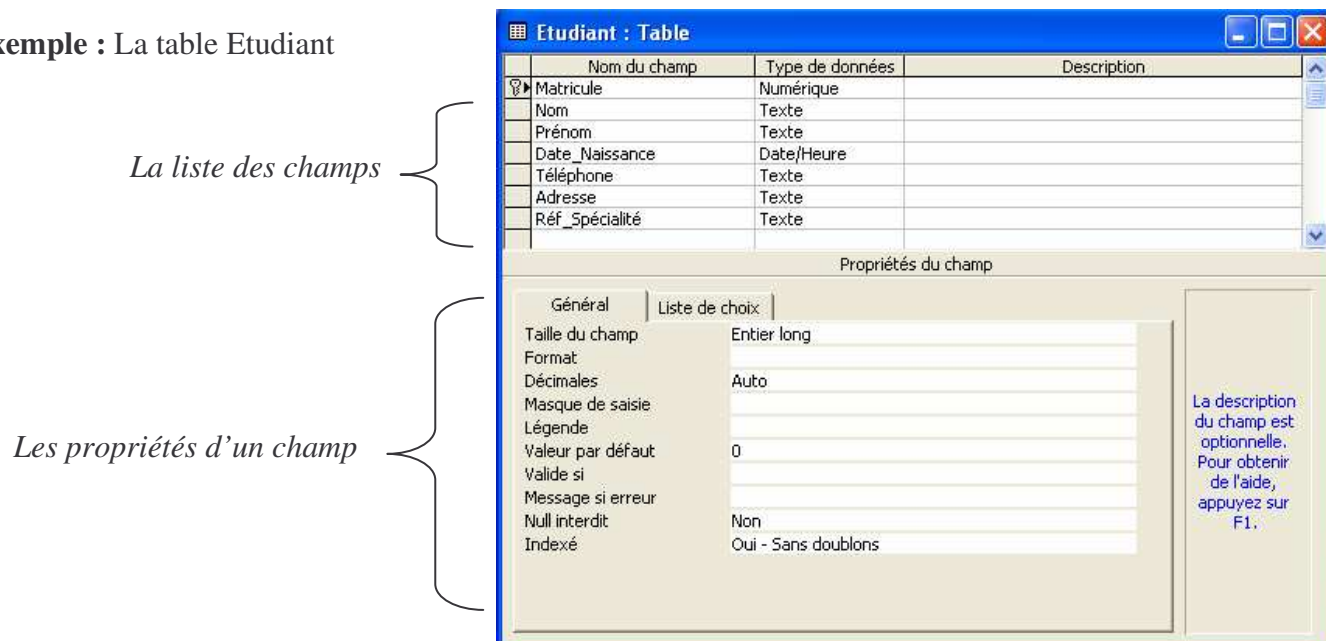 xemple : La table Etudiant
Etudiant : Table
Nom du champ Type de données Description
Matricule Numérique
Nom Texte
Prénom Texte
Date_Naissance Date/Heure
Téléphone Texte
Adresse Texte
Réf_Spécialité Texte
La liste des champs
Propriétés du champ
Général Liste de choix
Taille du champ Entier long
Format
Décimales Auto
Masque de saisie
Légende
Valeur par défaut 0
Valide si
Message si erreur
Null interdit Non
Indexé Oui - Sans doublons
Les propriétés d'un champ
La description
du champ est
optionnelle.
Pour obtenir
de l'aide,
appuyez sur
F1.